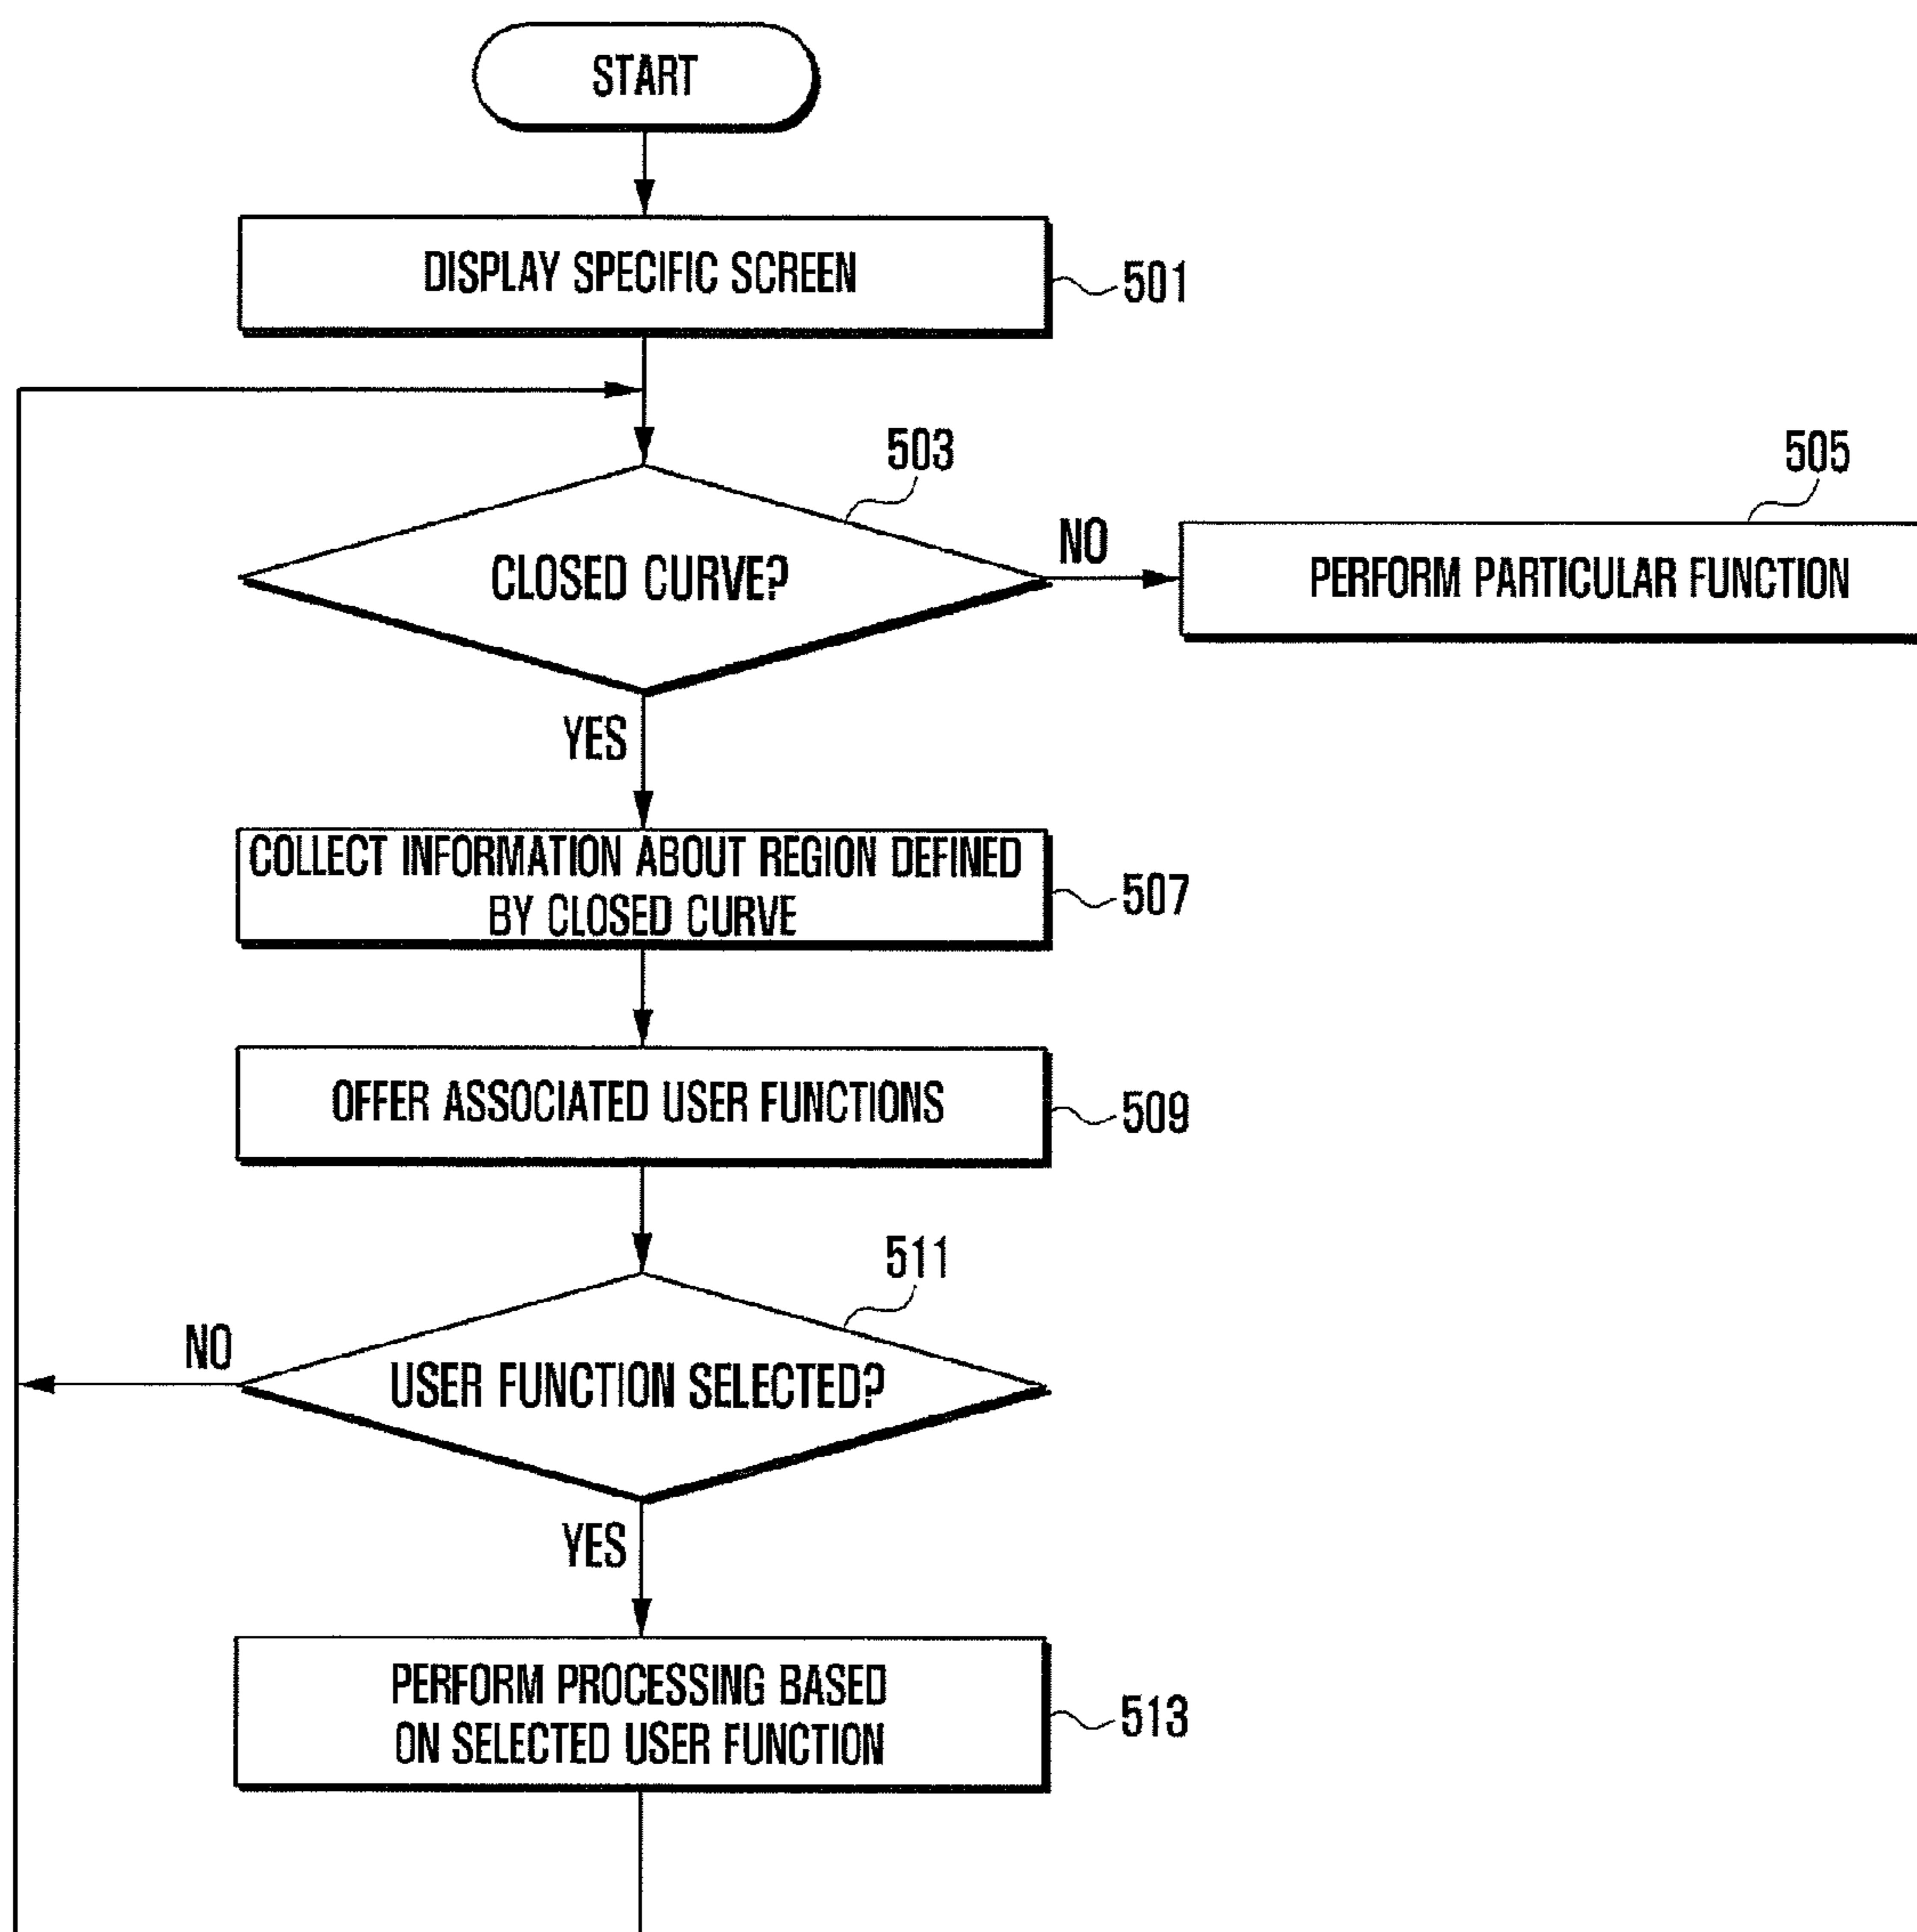 START
DISPLAY SPECIFIC SCREEN
501
503
505
CLOSED CURVE?
NO
PERFORM PARTICULAR FUNCTION
YES
COLLECT INFORMATION ABOUT REGION DEFINED
BY CLOSED CURVE
507
OFFER ASSOCIATED USER FUNCTIONS
509
511
NO
USER FUNCTION SELECTED?
YES
PERFORM PROCESSING BASED
ON SELECTED USER FUNCTION
513